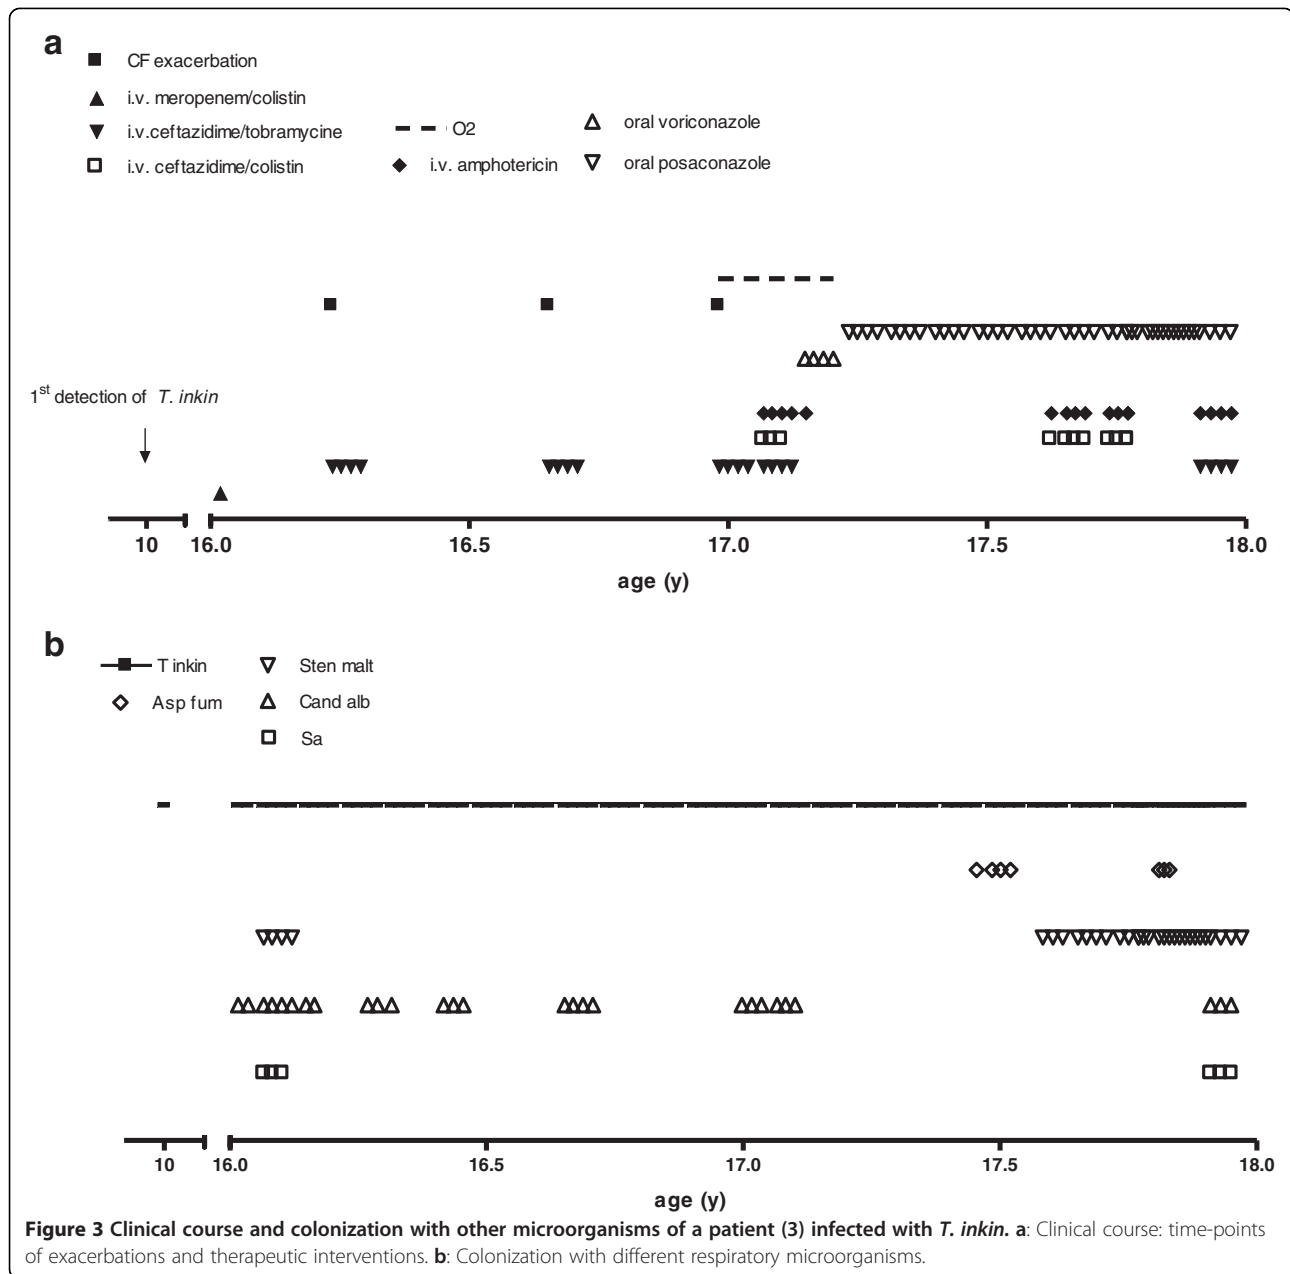 a
CF exacerbation
i.v. meropenem/colistin
i.v.ceftazidime/tobramycine
i.v. ceftazidime/colistin
O2
i.v. amphotericin
oral voriconazole
oral posaconazole
1st detection of T. inkin
10 16.0 16.5 17.0 17.5 18.0
age (y)
b
T inkin
Asp fum
Sten malt
Cand alb
Sa
10 16.0 16.5 17.0 17.5 18.0
age (y)
Figure 3 Clinical course and colonization with other microorganisms of a patient (3) infected with T. inkin. a: Clinical course: time-points
of exacerbations and therapeutic interventions. b: Colonization with different respiratory microorganisms.